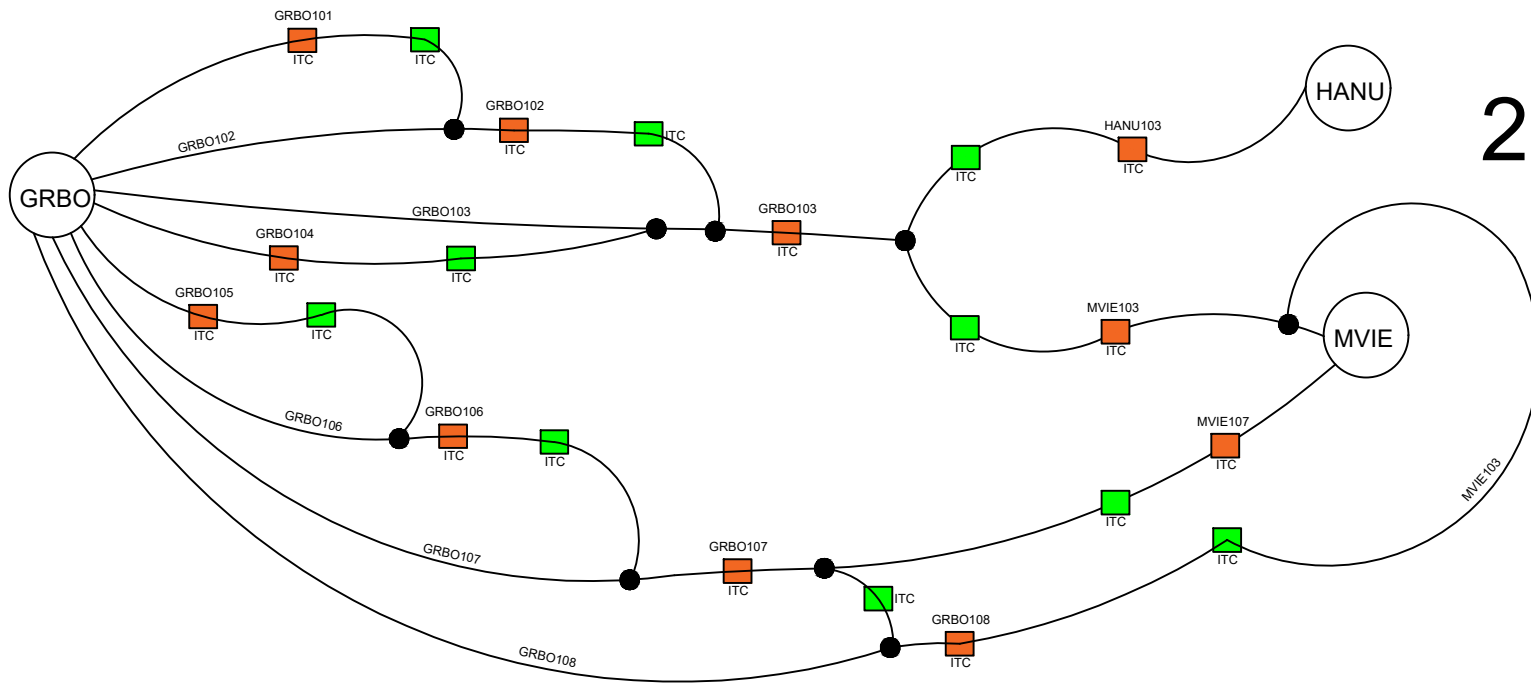 GRBO101
ITC
GRBO102
ITC
GRBO102
ITC
HANU
HANU103
ITC
ITC
2
GRBO
GRBO103
GRBO103
ITC
GRBO104
ITC
ITC
GRBO105
ITC
ITC
MVIE103
ITC
ITC
MVIE
GRBO106
GRBO106
ITC
ITC
MVIE107
ITC
ITC
MVIE103
GRBO107
GRBO107
ITC
ITC
ITC
GRBO108
ITC
GRBO108